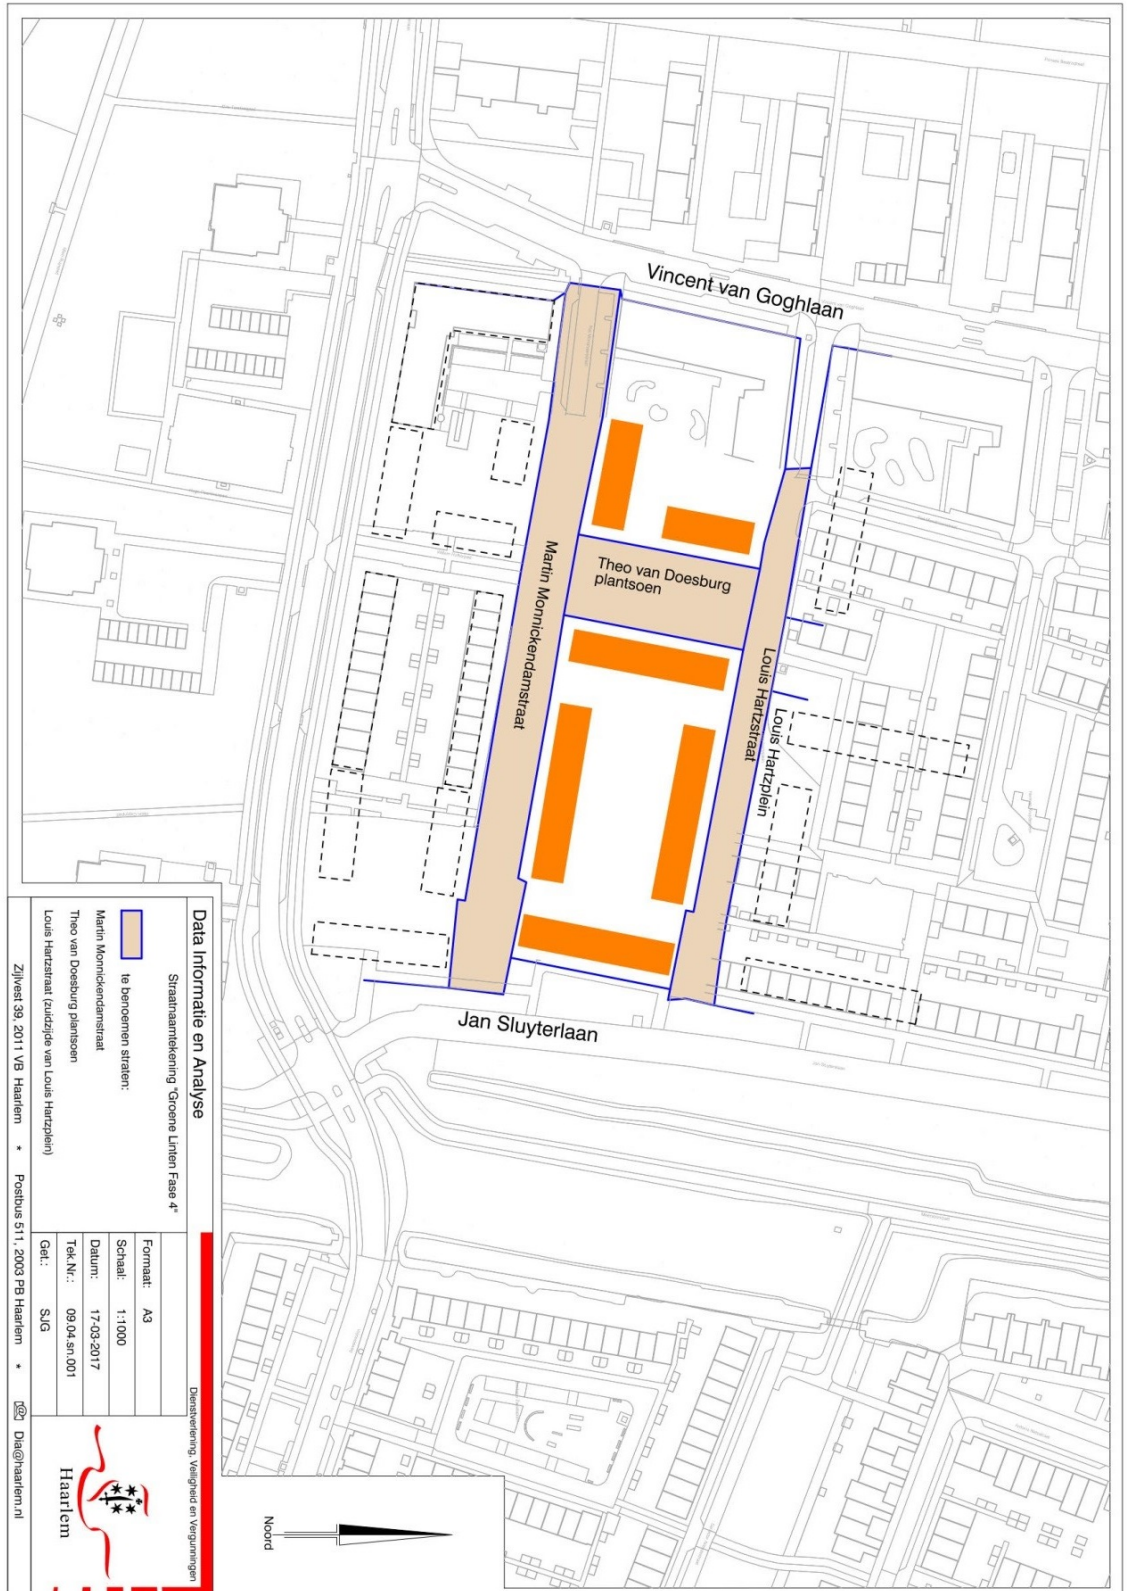 Vincent van Goghlaan
Theo van Doesburg
plantsoen
Martin Monnickendamstraat
Louis Hartzstraat
Louis Hartzplein
Jan Sluyterlaan
Data Informatie en Analyse
Dienstverlening, Veiligheid en Vergunningen
Straatnaamtekening "Groene Linten Fase 4"
te benoemen straten:
Martin Monnickendamstraat
Theo van Doesburg plantsoen
Louis Hartzstraat (zuidzijde van Louis Hartzplein)
Formaat: A3
Schaal: 1:1000
Datum: 17-03-2017
Tek.Nr.: 09.04.sn.001
Get.: SJG
Haarlem
Zijlvest 39, 2011 VB Haarlem * Postbus 511, 2003 PB Haarlem * Dia@haarlem.nl
Noord